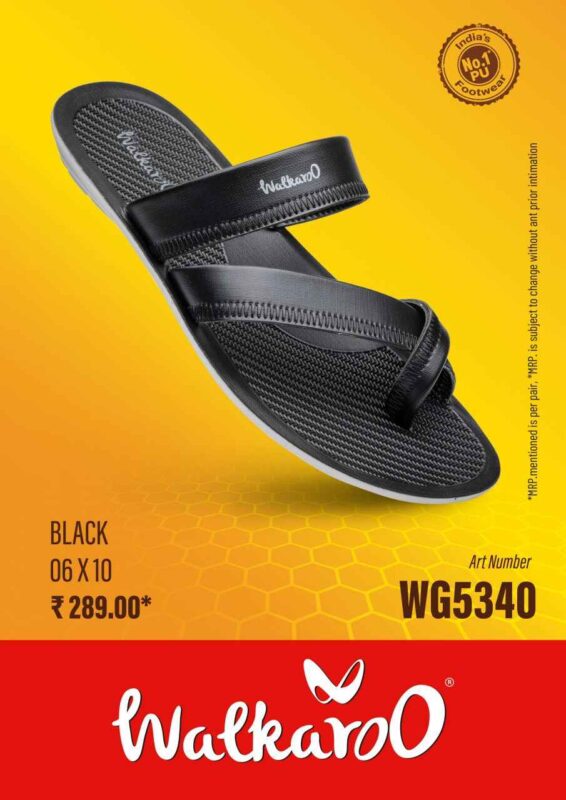 India's
No.1
PU
Footwear
Walkaroo
Walkaroo
*MRP.mentioned is per pair, *MRP. is subject to change without ant prior intimation
BLACK
06 X 10
₹ 289.00*
Art Number
WG5340
Walkaroo®